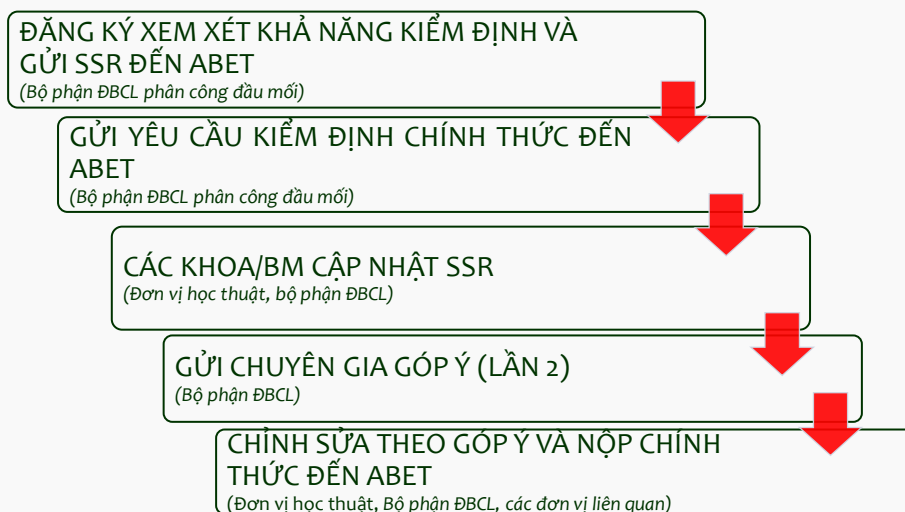 ĐĂNG KÝ XEM XÉT KHẢ NĂNG KIỂM ĐỊNH VÀ
GỬI SSR ĐẾN ABET
(Bộ phận ĐBCL phân công đầu mối)
GỬI YÊU CẦU KIỂM ĐỊNH CHÍNH THỨC ĐẾN
ABET
(Bộ phận ĐBCL phân công đầu mối)
CÁC KHOA/BM CẬP NHẬT SSR
(Đơn vị học thuật, bộ phận ĐBCL)
GỬI CHUYÊN GIA GÓP Ý (LẦN 2)
(Bộ phận ĐBCL)
CHỈNH SỬA THEO GÓP Ý VÀ NỘP CHÍNH
THỨC ĐẾN ABET
(Đơn vị học thuật, Bộ phận ĐBCL, các đơn vị liên quan)